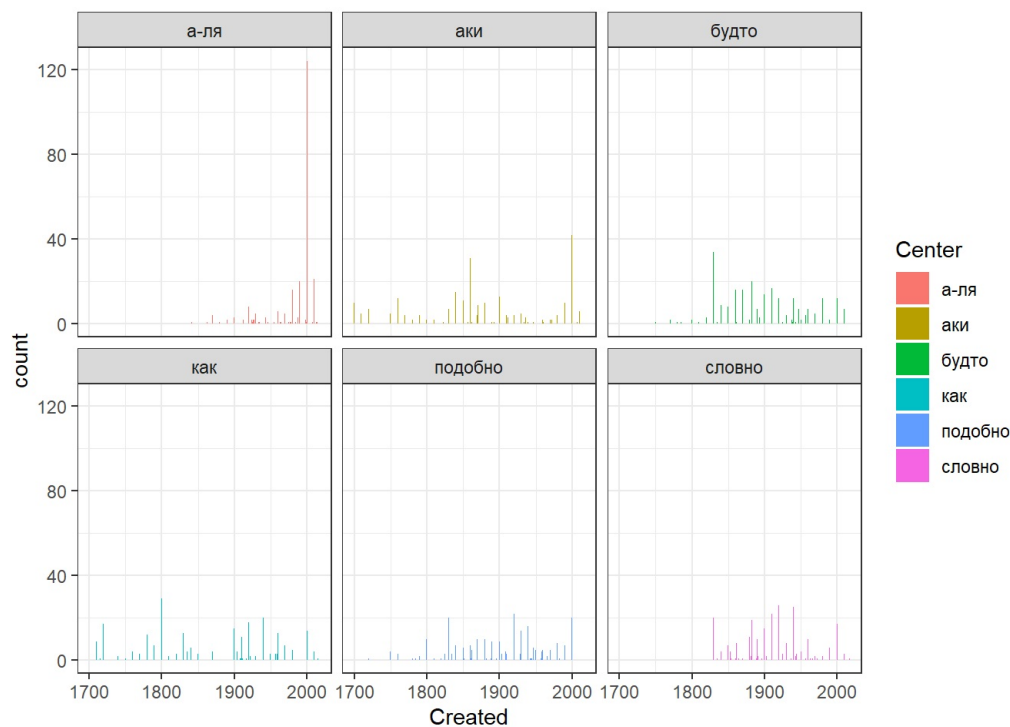 а-ля аки будто
120
80
40
0
как подобно словно
120
80
40
0
1700 1800 1900 2000 1700 1800 1900 2000 1700 1800 1900 2000
Created
count
Center
а-ля
аки
будто
как
подобно
словно